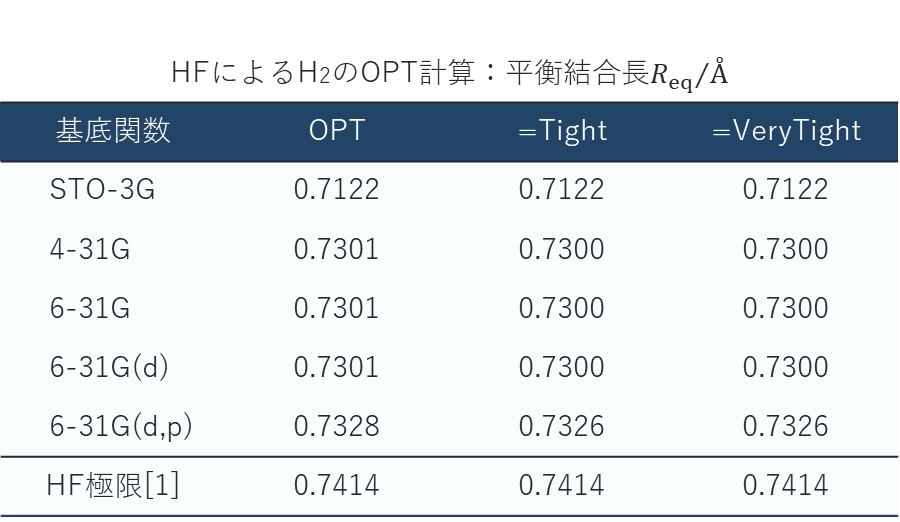 HFによるH2のOPT計算：平衡結合長Req/Å
基底関数 OPT =Tight =VeryTight
STO-3G 0.7122 0.7122 0.7122
4-31G 0.7301 0.7300 0.7300
6-31G 0.7301 0.7300 0.7300
6-31G(d) 0.7301 0.7300 0.7300
6-31G(d,p) 0.7328 0.7326 0.7326
HF極限[1] 0.7414 0.7414 0.7414